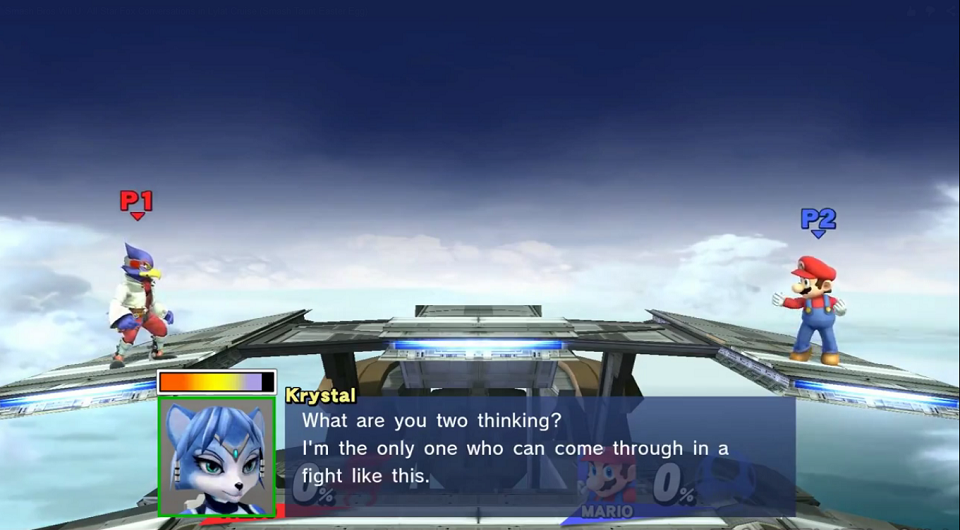 P1
P2
Krystal
What are you two thinking?
I'm the only one who can come through in a
fight like this.
0%
0%
MARIO